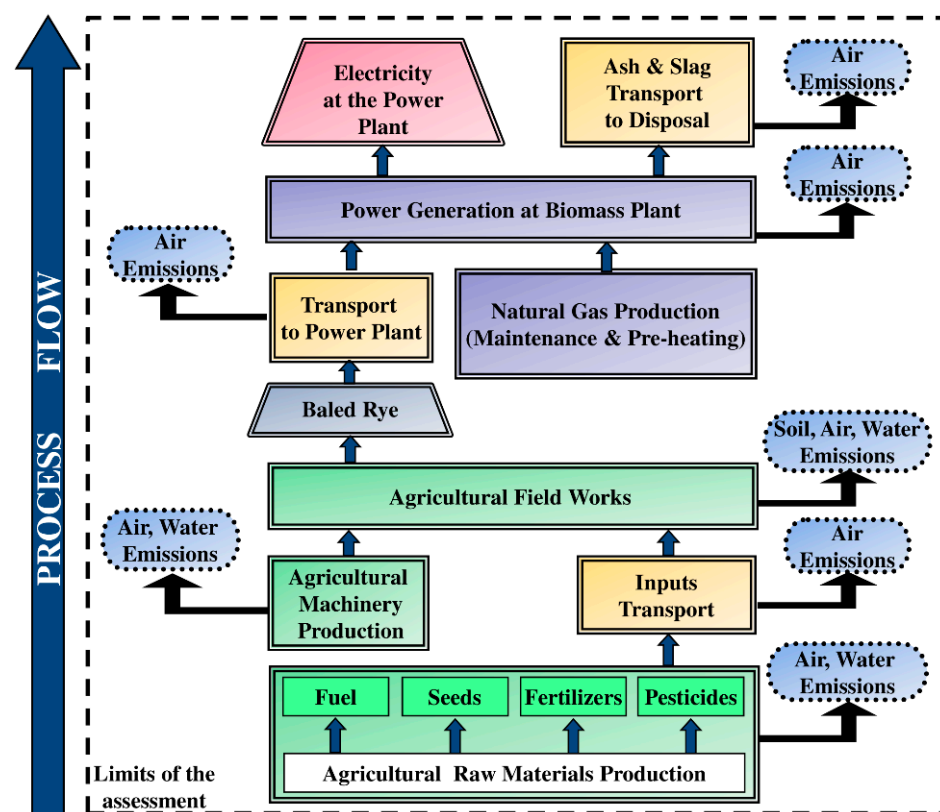 PROCESS FLOW
Electricity
at the Power
Plant
Ash & Slag
Transport
to Disposal
Air
Emissions
Power Generation at Biomass Plant
Air
Emissions
Air
Emissions
Transport
to Power Plant
Natural Gas Production
(Maintenance & Pre-heating)
Baled Rye
Agricultural Field Works
Soil, Air, Water
Emissions
Air, Water
Emissions
Agricultural
Machinery
Production
Inputs
Transport
Air
Emissions
Fuel
Seeds
Fertilizers
Pesticides
Air, Water
Emissions
Agricultural Raw Materials Production
Limits of the
assessment